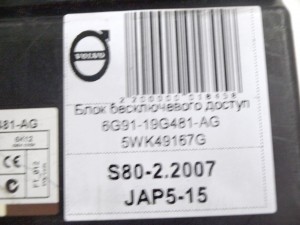 VOLVO
Блок бесключевого доступ
6G91-19G481-AG
5WK49167G
S80-2.2007
JAP5-15
481-AG